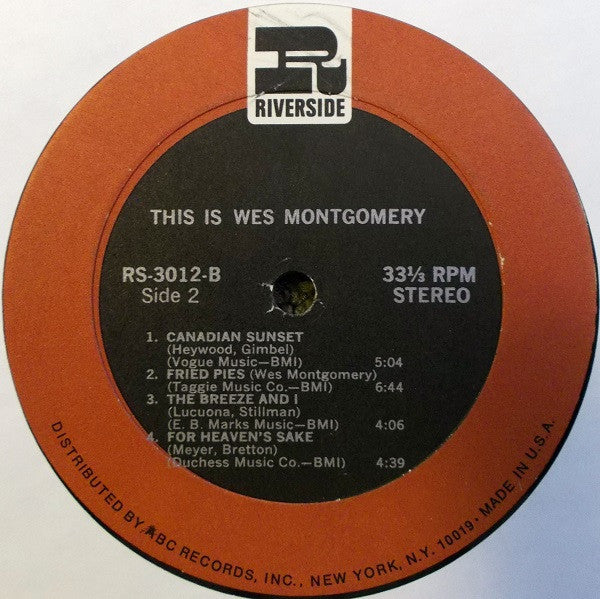 R
RIVERSIDE
THIS IS WES MONTGOMERY
RS-3012-B
Side 2
33⅓ RPM
STEREO
1. CANADIAN SUNSET
(Heywood, Gimbel)
(Vogue Music—BMI) 5:04
2. FRIED PIES (Wes Montgomery)
(Taggie Music Co.—BMI) 6:44
3. THE BREEZE AND I
(Lucuona, Stillman)
(E. B. Marks Music—BMI) 4:06
4. FOR HEAVEN'S SAKE
(Meyer, Bretton)
(Duchess Music Co.—BMI) 4:39
DISTRIBUTED BY ABC RECORDS, INC., NEW YORK, N.Y. 10019 • MADE IN U.S.A.